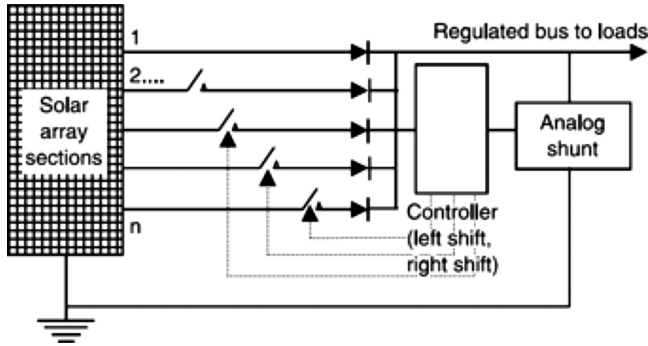 1
Regulated bus to loads
2....
Solar
array
sections
Analog
shunt
n
Controller
(left shift,
right shift)